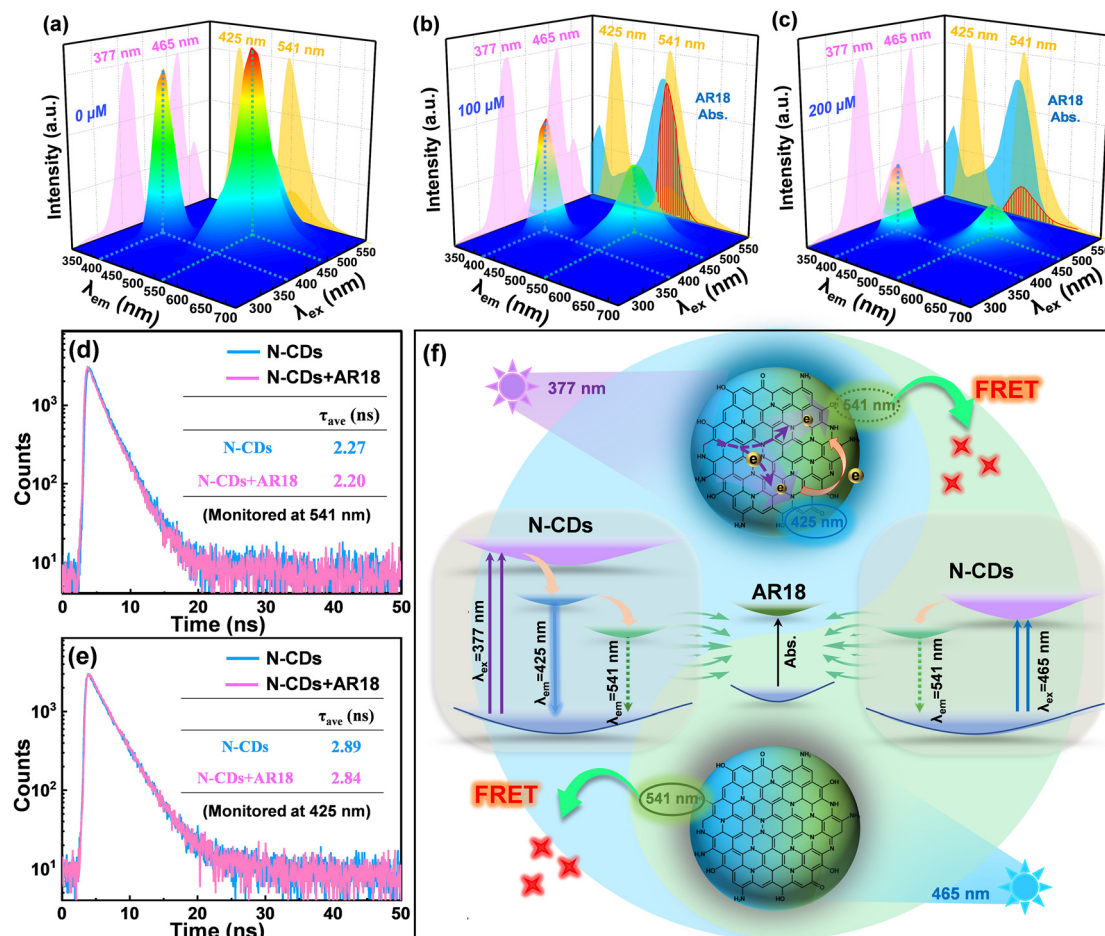 (a)
377 nm
465 nm
425 nm
541 nm
0 μM
Intensity (a.u.)
350
400
450
500
550
600
650
700
λem (nm)
300
350
400
450
500
550
λex (nm)
(b)
377 nm
465 nm
425 nm
541 nm
100 μM
AR18
Abs.
Intensity (a.u.)
350
400
450
500
550
600
650
700
λem (nm)
300
350
400
450
500
550
λex (nm)
(c)
377 nm
465 nm
425 nm
541 nm
200 μM
AR18
Abs.
Intensity (a.u.)
350
400
450
500
550
600
650
700
λem (nm)
300
350
400
450
500
550
λex (nm)
(d)
N-CDs
N-CDs+AR18
τave (ns)
N-CDs 2.27
N-CDs+AR18 2.20
(Monitored at 541 nm)
Counts
10³
10²
10¹
0 10 20 30 40 50
Time (ns)
(e)
N-CDs
N-CDs+AR18
τave (ns)
N-CDs 2.89
N-CDs+AR18 2.84
(Monitored at 425 nm)
Counts
10³
10²
10¹
0 10 20 30 40 50
Time (ns)
(f)
377 nm
541 nm
FRET
e
e
e
e
425 nm
N-CDs
λex=377 nm
λem=425 nm
λem=541 nm
AR18
Abs.
N-CDs
λem=541 nm
λex=465 nm
FRET
541 nm
465 nm